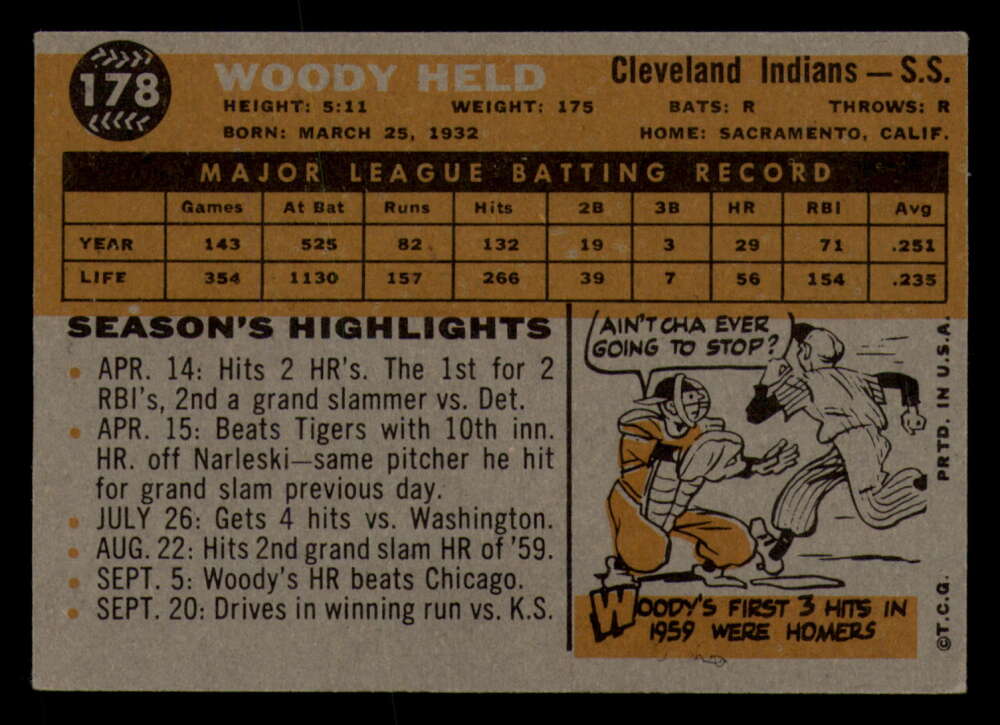 178
WOODY HELD
Cleveland Indians — S.S.
HEIGHT: 5:11 WEIGHT: 175 BATS: R THROWS: R
BORN: MARCH 25, 1932 HOME: SACRAMENTO, CALIF.
MAJOR LEAGUE BATTING RECORD
Games At Bat Runs Hits 2B 3B HR RBI Avg
YEAR 143 525 82 132 19 3 29 71 .251
LIFE 354 1130 157 266 39 7 56 154 .235
SEASON'S HIGHLIGHTS
• APR. 14: Hits 2 HR's. The 1st for 2
RBI's, 2nd a grand slammer vs. Det.
• APR. 15: Beats Tigers with 10th inn.
HR. off Narleski—same pitcher he hit
for grand slam previous day.
• JULY 26: Gets 4 hits vs. Washington.
• AUG. 22: Hits 2nd grand slam HR of '59.
• SEPT. 5: Woody's HR beats Chicago.
• SEPT. 20: Drives in winning run vs. K.S.
AIN'T CHA EVER
GOING TO STOP?
WOODY'S FIRST 3 HITS IN
1959 WERE HOMERS
©T.C.G. PRTD. IN U.S.A.